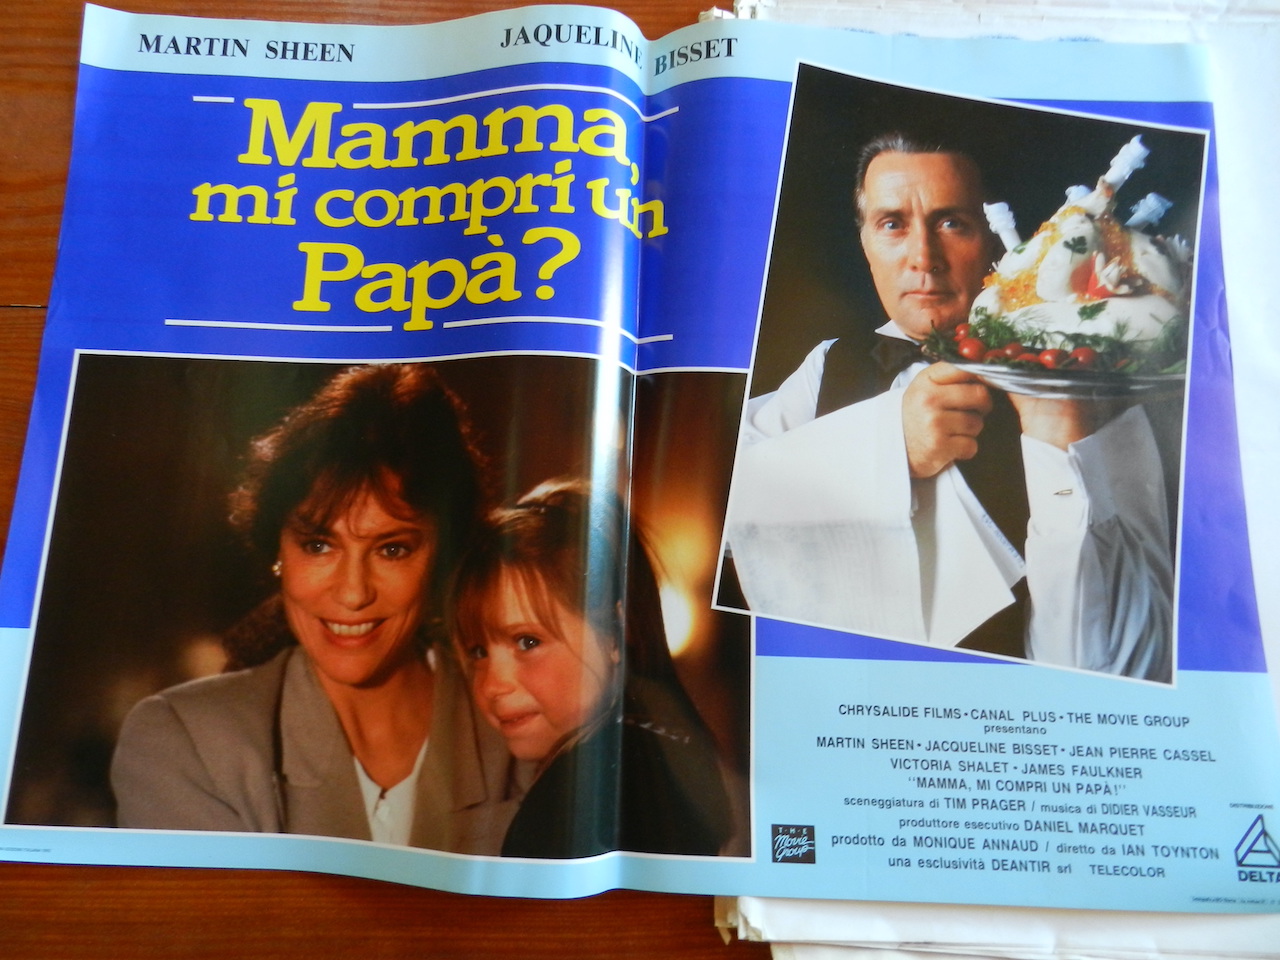 MARTIN SHEEN
JAQUELINE BISSET
Mamma,
mi compri un
Papà?
CHRYSALIDE FILMS • CANAL PLUS • THE MOVIE GROUP
presentano
MARTIN SHEEN • JACQUELINE BISSET • JEAN PIERRE CASSEL
VICTORIA SHALET • JAMES FAULKNER
"MAMMA, MI COMPRI UN PAPÀ!"
sceneggiatura di TIM PRAGER / musica di DIDIER VASSEUR
produttore esecutivo DANIEL MARQUET
prodotto da MONIQUE ANNAUD / diretto da IAN TOYNTON
una esclusività DEANTIR srl TELECOLOR
THE
Movie
Group
DISTRIBUZIONE
DELTA